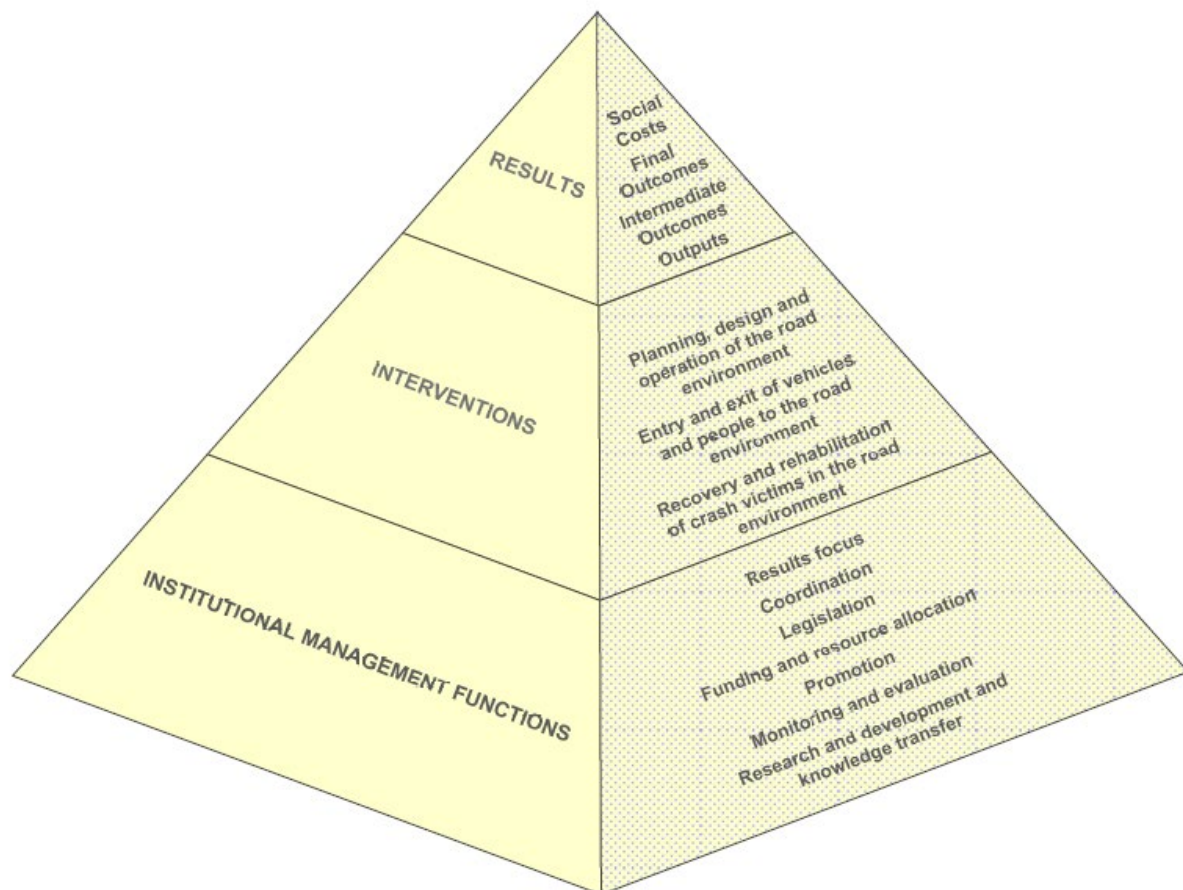 RESULTS
Social
Costs
Final
Outcomes
Intermediate
Outcomes
Outputs
INTERVENTIONS
Planning, design and
operation of the road
environment
Entry and exit of vehicles
and people to the road
environment
Recovery and rehabilitation
of crash victims in the road
environment
INSTITUTIONAL MANAGEMENT FUNCTIONS
Results focus
Coordination
Legislation
Funding and resource allocation
Promotion
Monitoring and evaluation
Research and development and
knowledge transfer